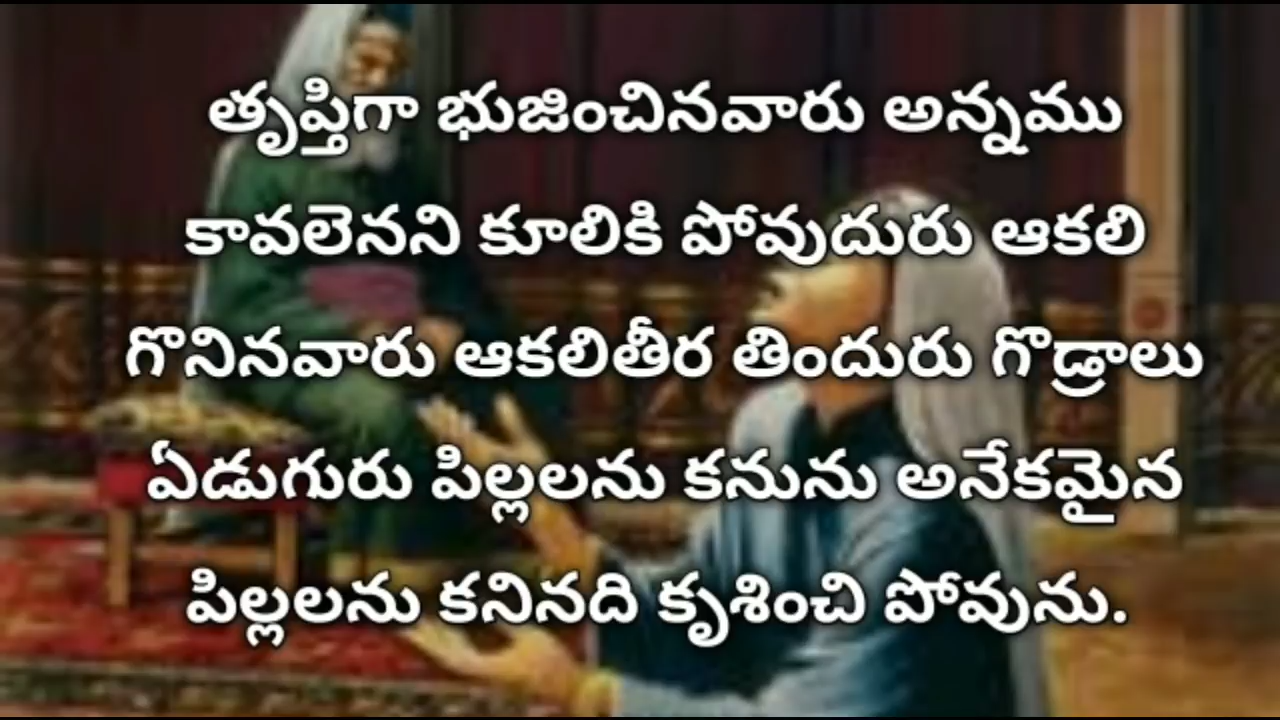 తృప్తిగా భుజించినవారు అన్నము
కావలెనని కూలికి పోవుదురు ఆకలి
గొనినవారు ఆకలితీర తిందురు గొడ్రాలు
ఏడుగురు పిల్లలను కనును అనేకమైన
పిల్లలను కనినది కృశించి పోవును.